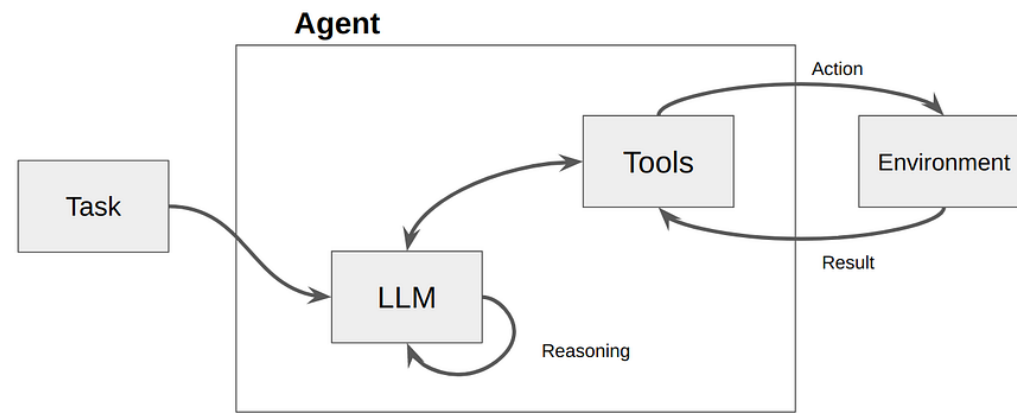 Agent
Action
Tools
Environment
Task
Result
LLM
Reasoning